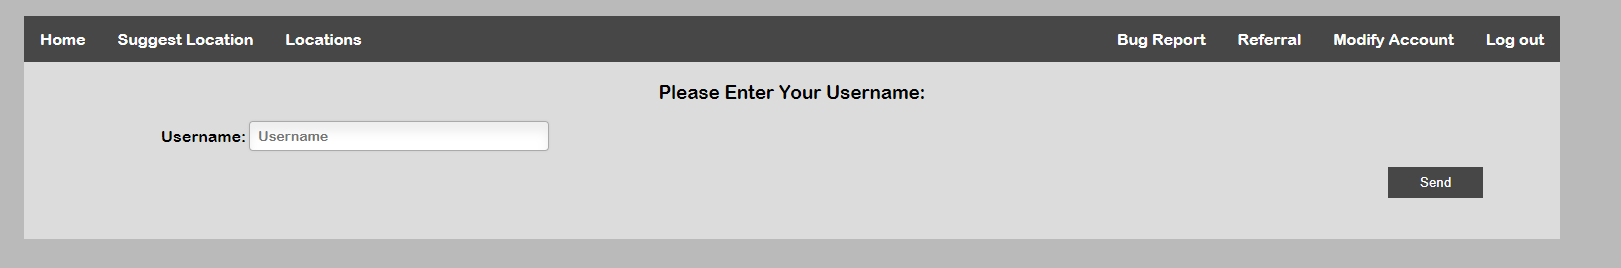 Home Suggest Location Locations Bug Report Referral Modify Account Log out
Please Enter Your Username:
Username: Username
Send